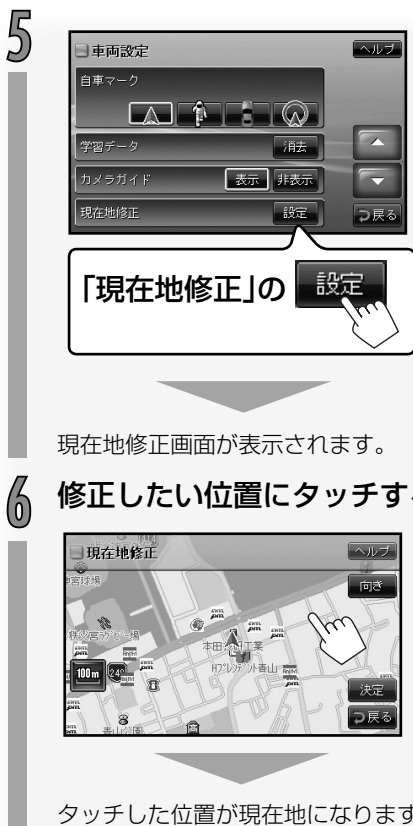 5
車両設定
ヘルプ
自車マーク
学習データ
消去
カメラガイド
表示
非表示
現在地修正
設定
戻る
「現在地修正」の 設定
現在地修正画面が表示されます。
6
修正したい位置にタッチする
現在地修正
ヘルプ
向き
100m
青山公園
決定
戻る
タッチした位置が現在地になります